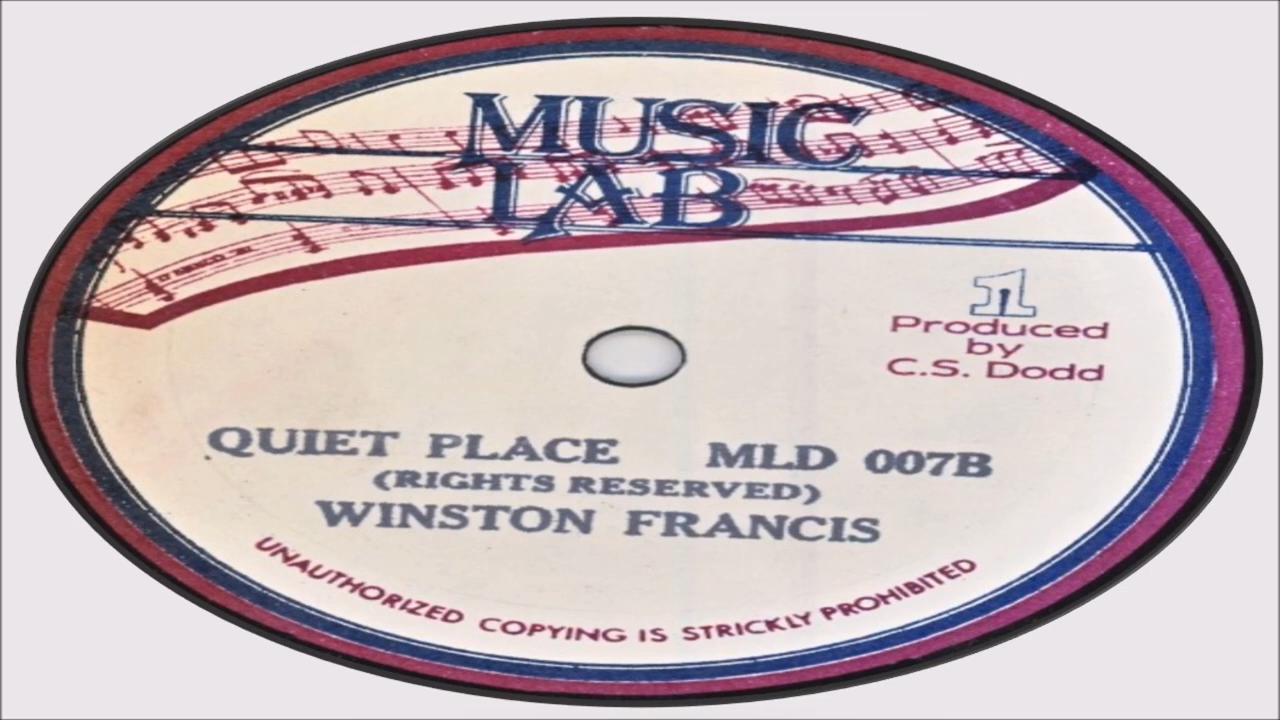 MUSIC
LAB
1
Produced
by
C.S. Dodd
QUIET PLACE MLD 007B
(RIGHTS RESERVED)
WINSTON FRANCIS
UNAUTHORIZED COPYING IS STRICKLY PROHIBITED